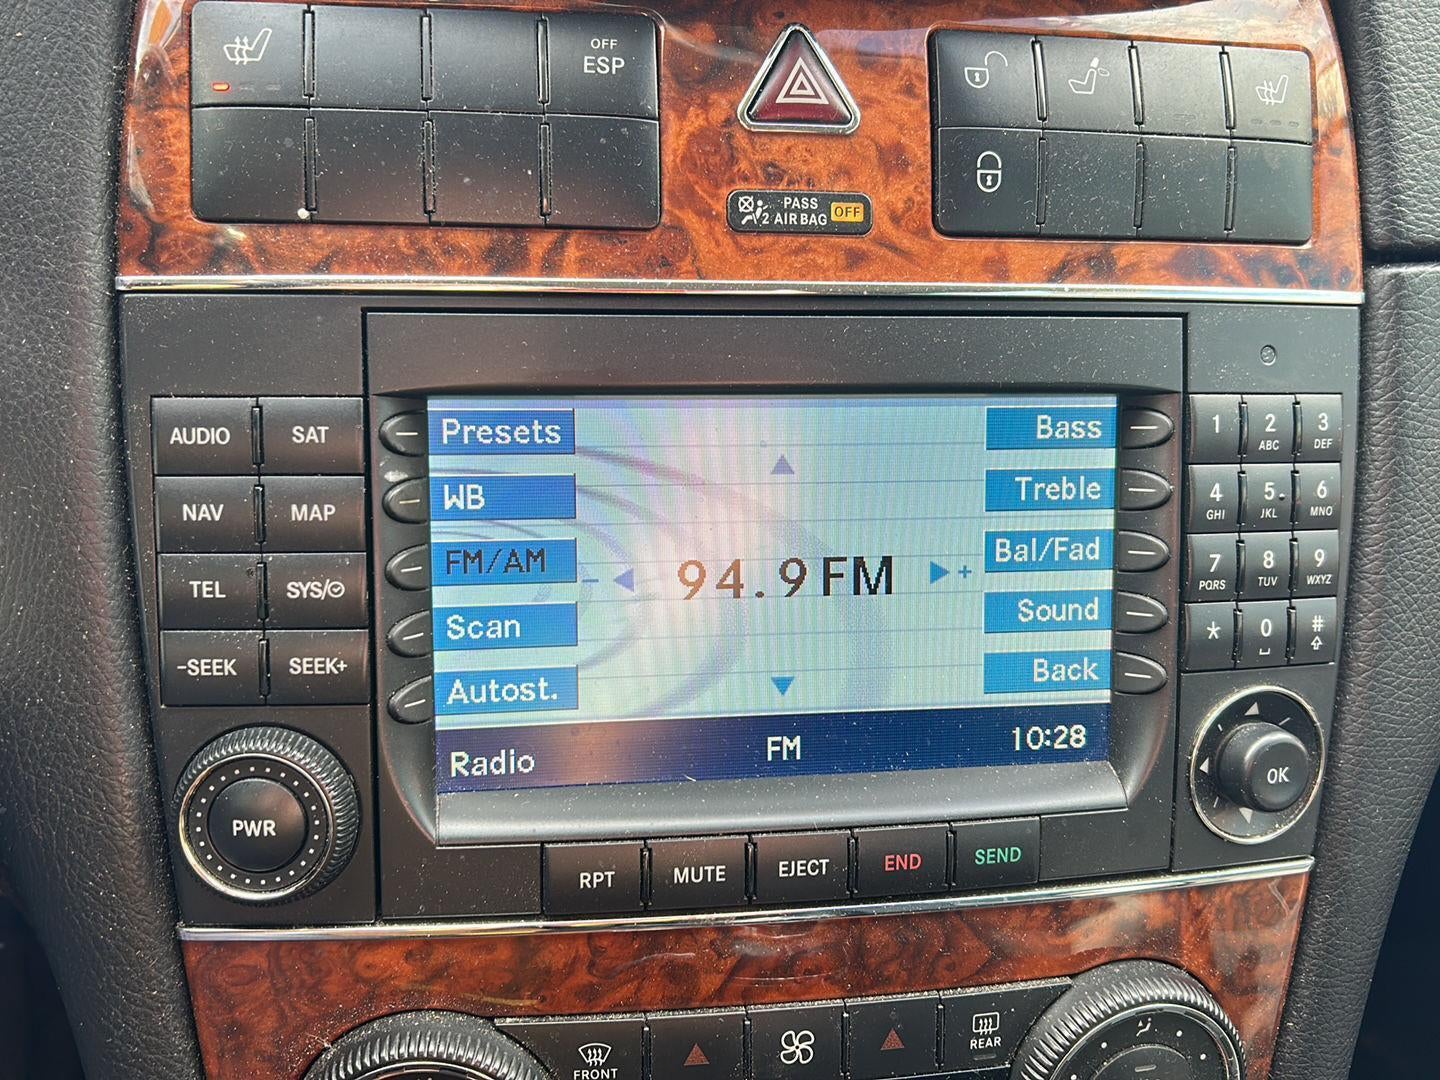 OFF
ESP
PASS
2 AIR BAG OFF
AUDIO SAT
NAV MAP
TEL SYS/
-SEEK SEEK+
PWR
Presets Bass
WB Treble
FM/AM Bal/Fad
- 94.9 FM +
Scan Sound
Autost. Back
Radio FM 10:28
1 2 ABC 3 DEF
4 GHI 5 JKL 6 MNO
7 PQRS 8 TUV 9 WXYZ
* 0 #
OK
RPT MUTE EJECT END SEND
FRONT
REAR